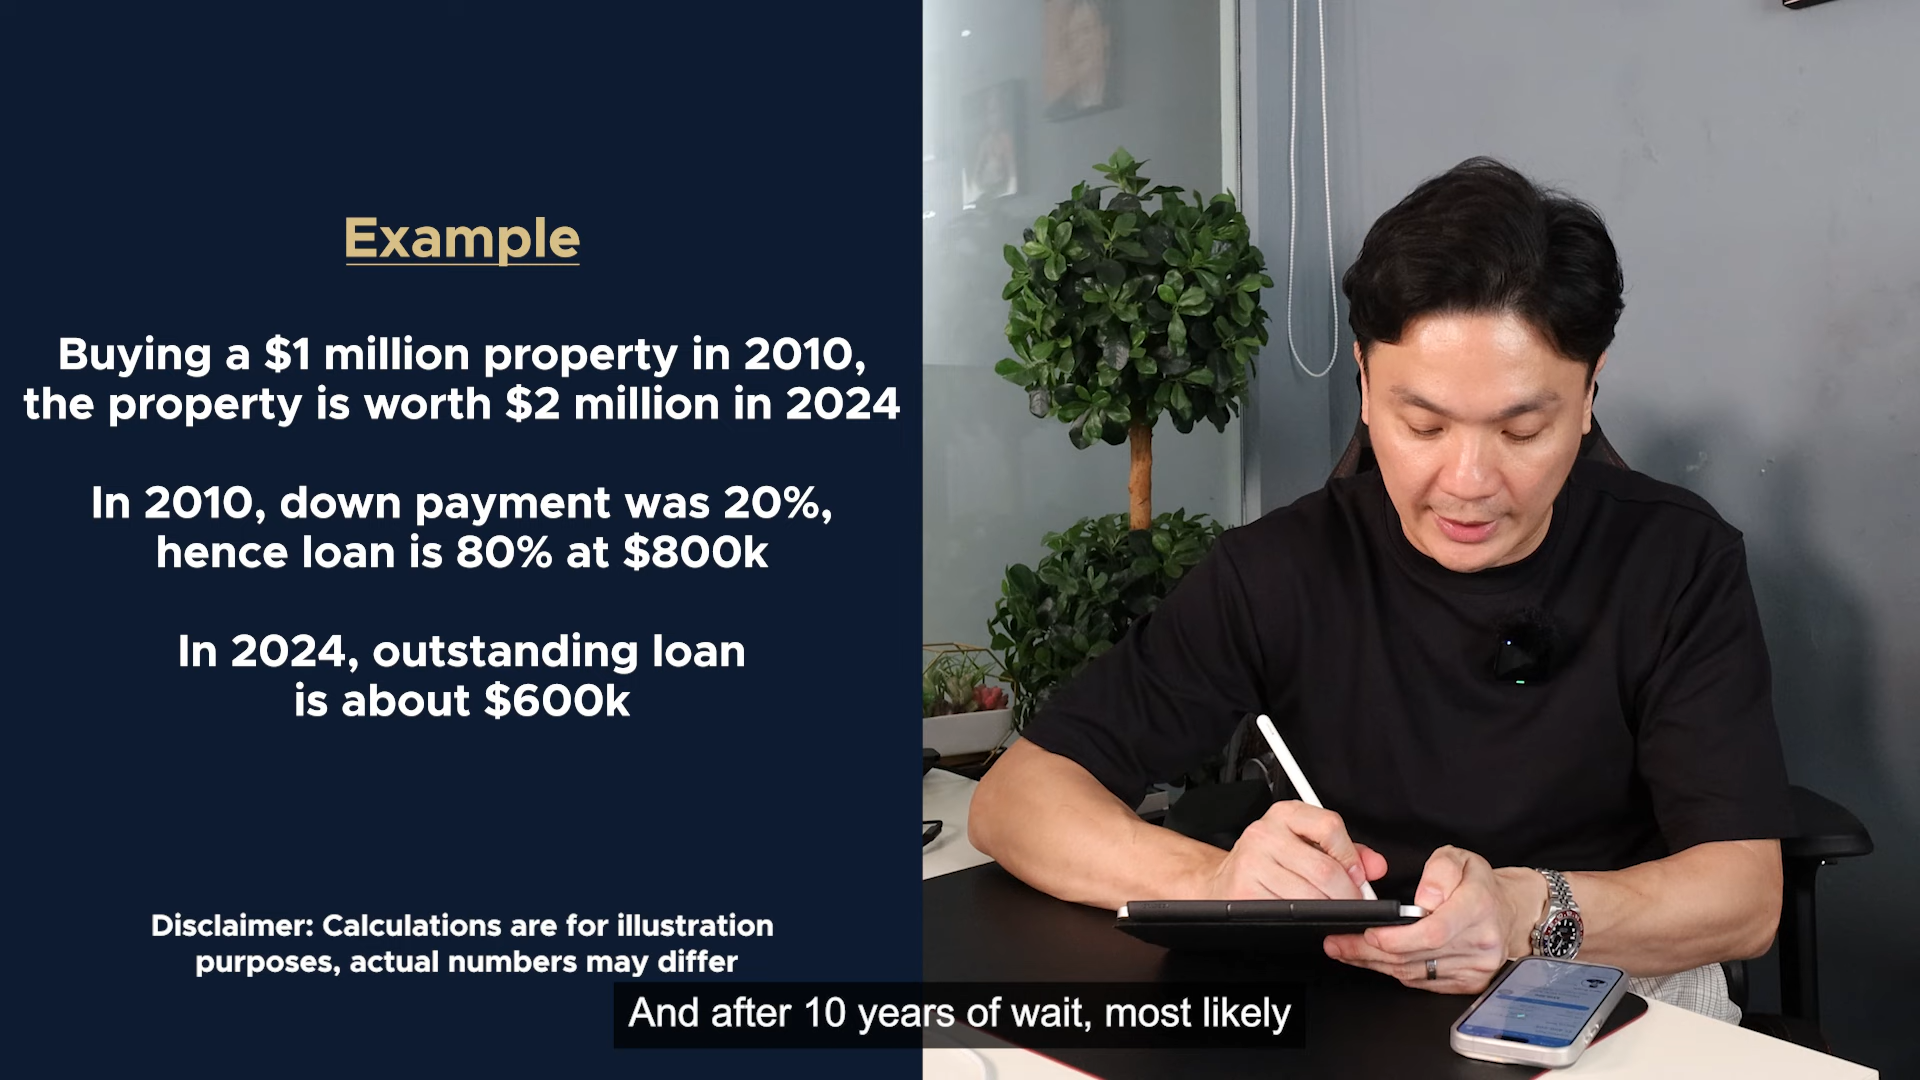 Example
Buying a $1 million property in 2010,
the property is worth $2 million in 2024
In 2010, down payment was 20%,
hence loan is 80% at $800k
In 2024, outstanding loan
is about $600k
Disclaimer: Calculations are for illustration
purposes, actual numbers may differ
And after 10 years of wait, most likely